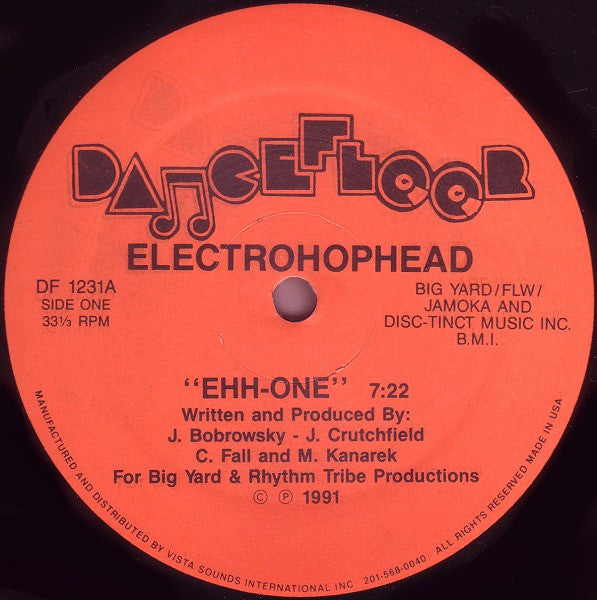 DANCEFLOOR
ELECTROHOPHEAD
DF 1231A
SIDE ONE
33⅓ RPM
BIG YARD/FLW/
JAMOKA AND
DISC-TINCT MUSIC INC.
B.M.I.
"EHH-ONE" 7:22
Written and Produced By:
J. Bobrowsky - J. Crutchfield
C. Fall and M. Kanarek
For Big Yard & Rhythm Tribe Productions
© ℗ 1991
MANUFACTURED AND DISTRIBUTED BY VISTA SOUNDS INTERNATIONAL INC 201-568-0040 ALL RIGHTS RESERVED MADE IN USA